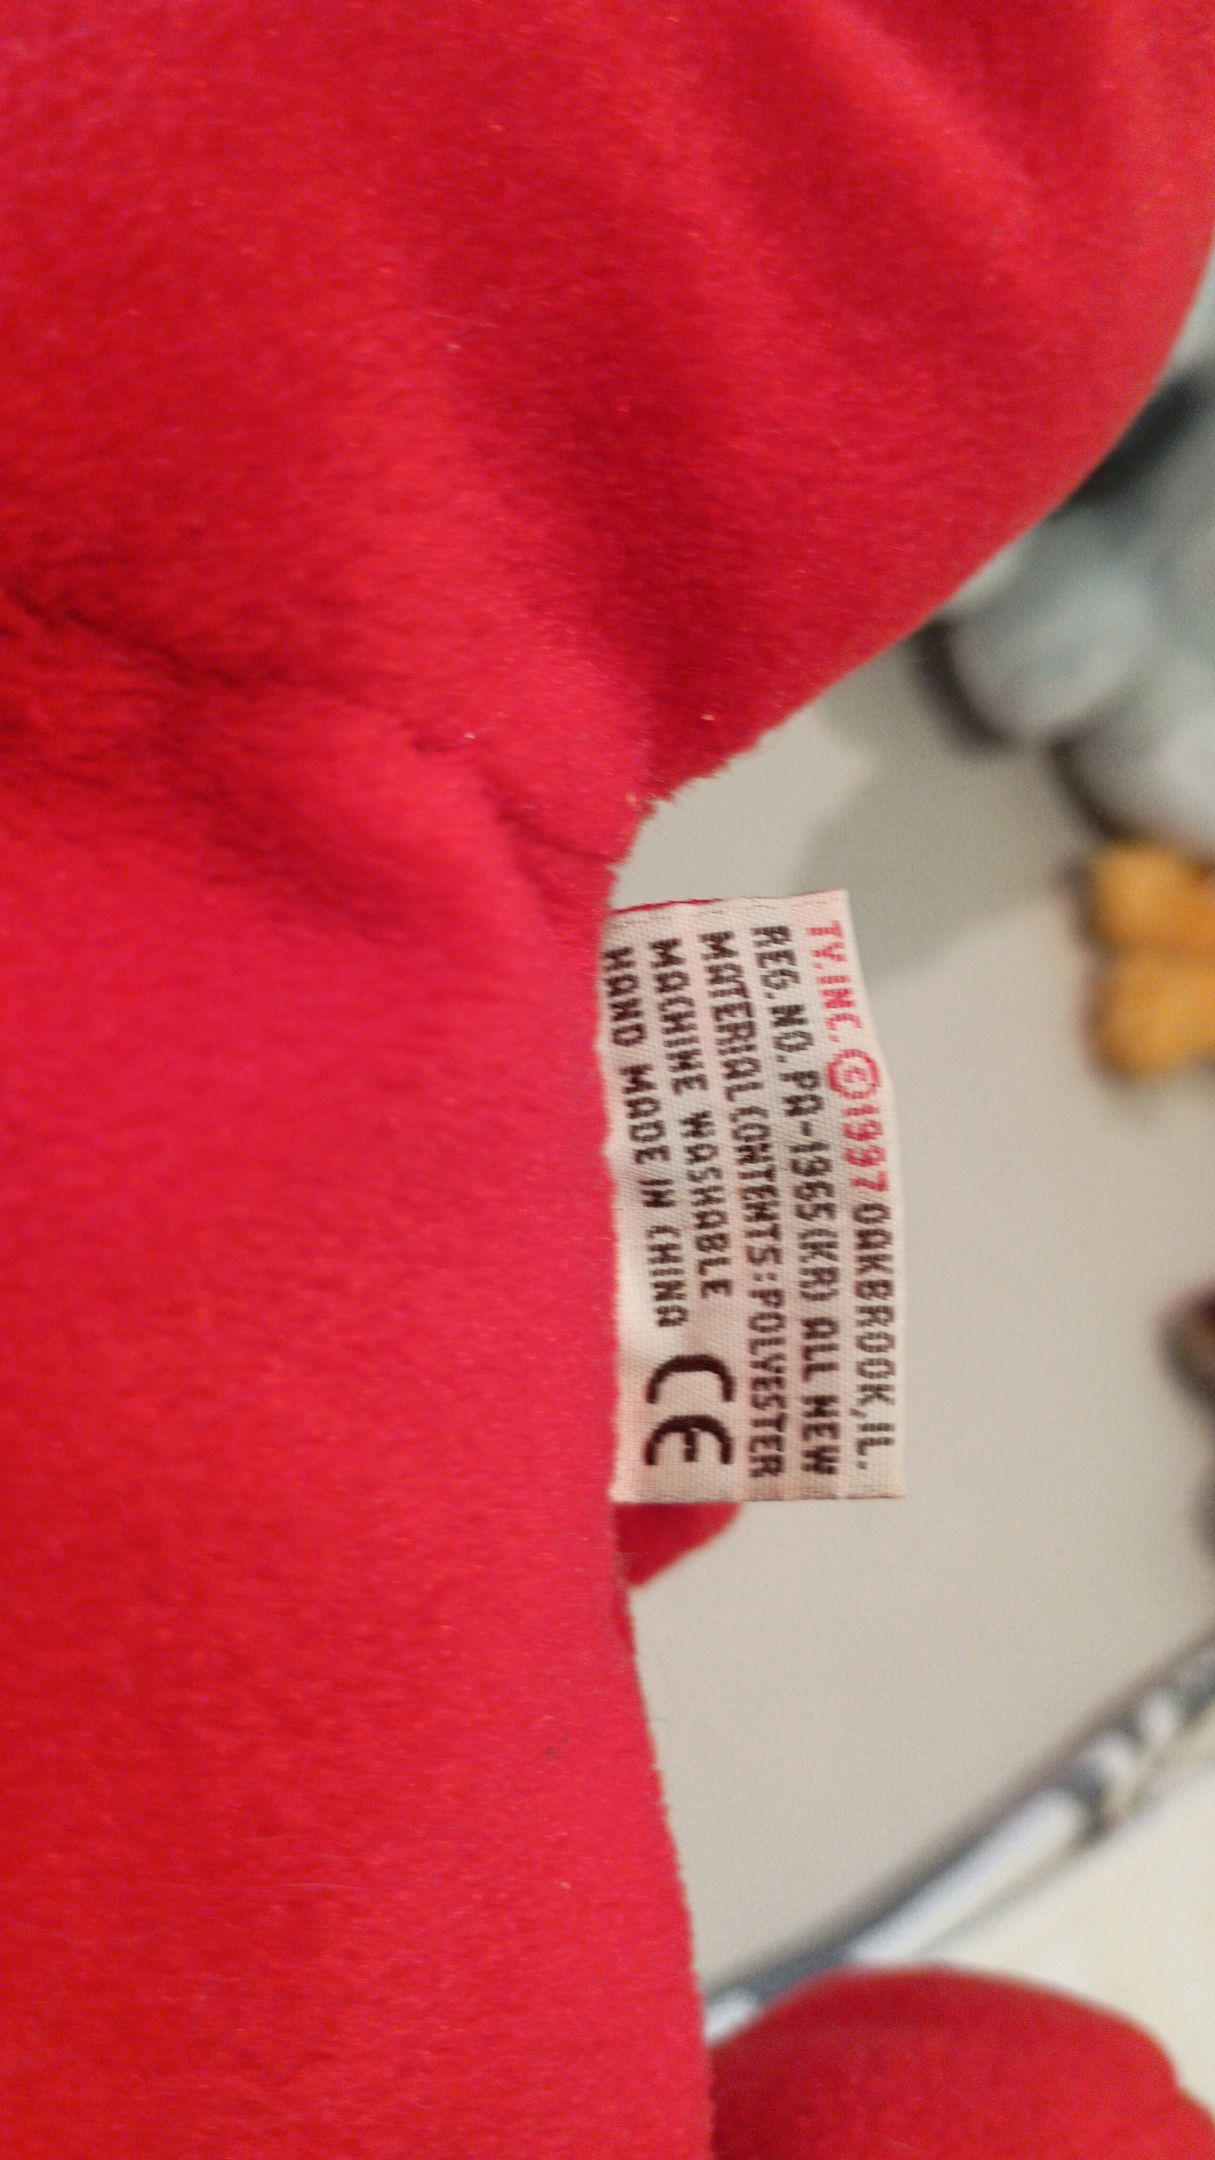 TY.INC. ©1997 OAKBROOK,IL.
REG.NO.PA-1965(KR) ALL NEW
MATERIAL CONTENTS:POLYESTER
MACHINE WASHABLE
HAND MADE IN CHINA CE